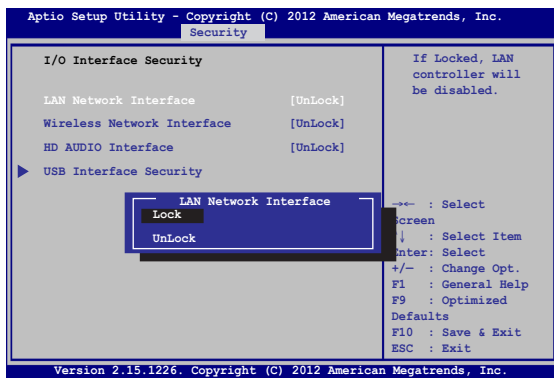 Aptio Setup Utility - Copyright (C) 2012 American Megatrends, Inc.
Security
I/O Interface Security
LAN Network Interface [UnLock]
Wireless Network Interface [UnLock]
HD AUDIO Interface [UnLock]
USB Interface Security
LAN Network Interface
Lock
UnLock
If Locked, LAN
controller will
be disabled.
→← : Select
Screen
↑↓ : Select Item
Enter: Select
+/— : Change Opt.
F1 : General Help
F9 : Optimized
Defaults
F10 : Save & Exit
ESC : Exit
Version 2.15.1226. Copyright (C) 2012 American Megatrends, Inc.